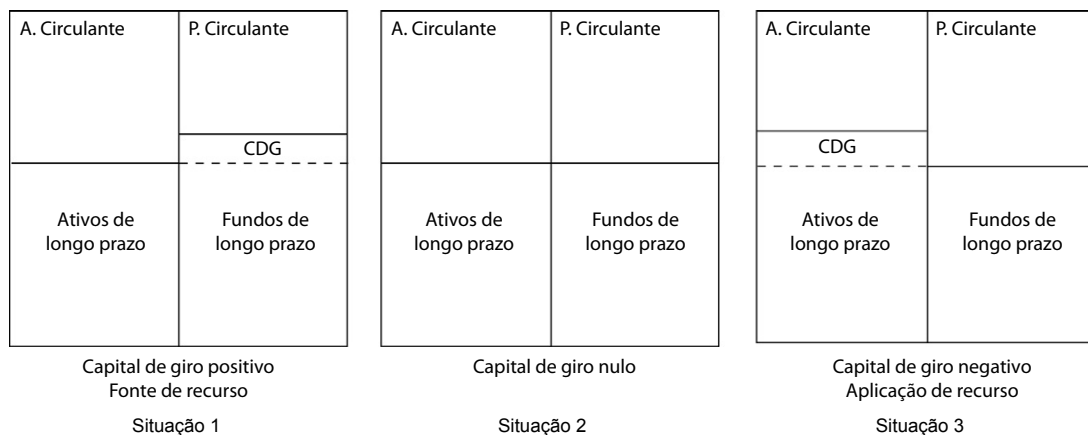 A. Circulante
P. Circulante
CDG
Ativos de
longo prazo
Fundos de
longo prazo
Capital de giro positivo
Fonte de recurso
Situação 1
A. Circulante
P. Circulante
Ativos de
longo prazo
Fundos de
longo prazo
Capital de giro nulo
Situação 2
A. Circulante
P. Circulante
CDG
Ativos de
longo prazo
Fundos de
longo prazo
Capital de giro negativo
Aplicação de recurso
Situação 3